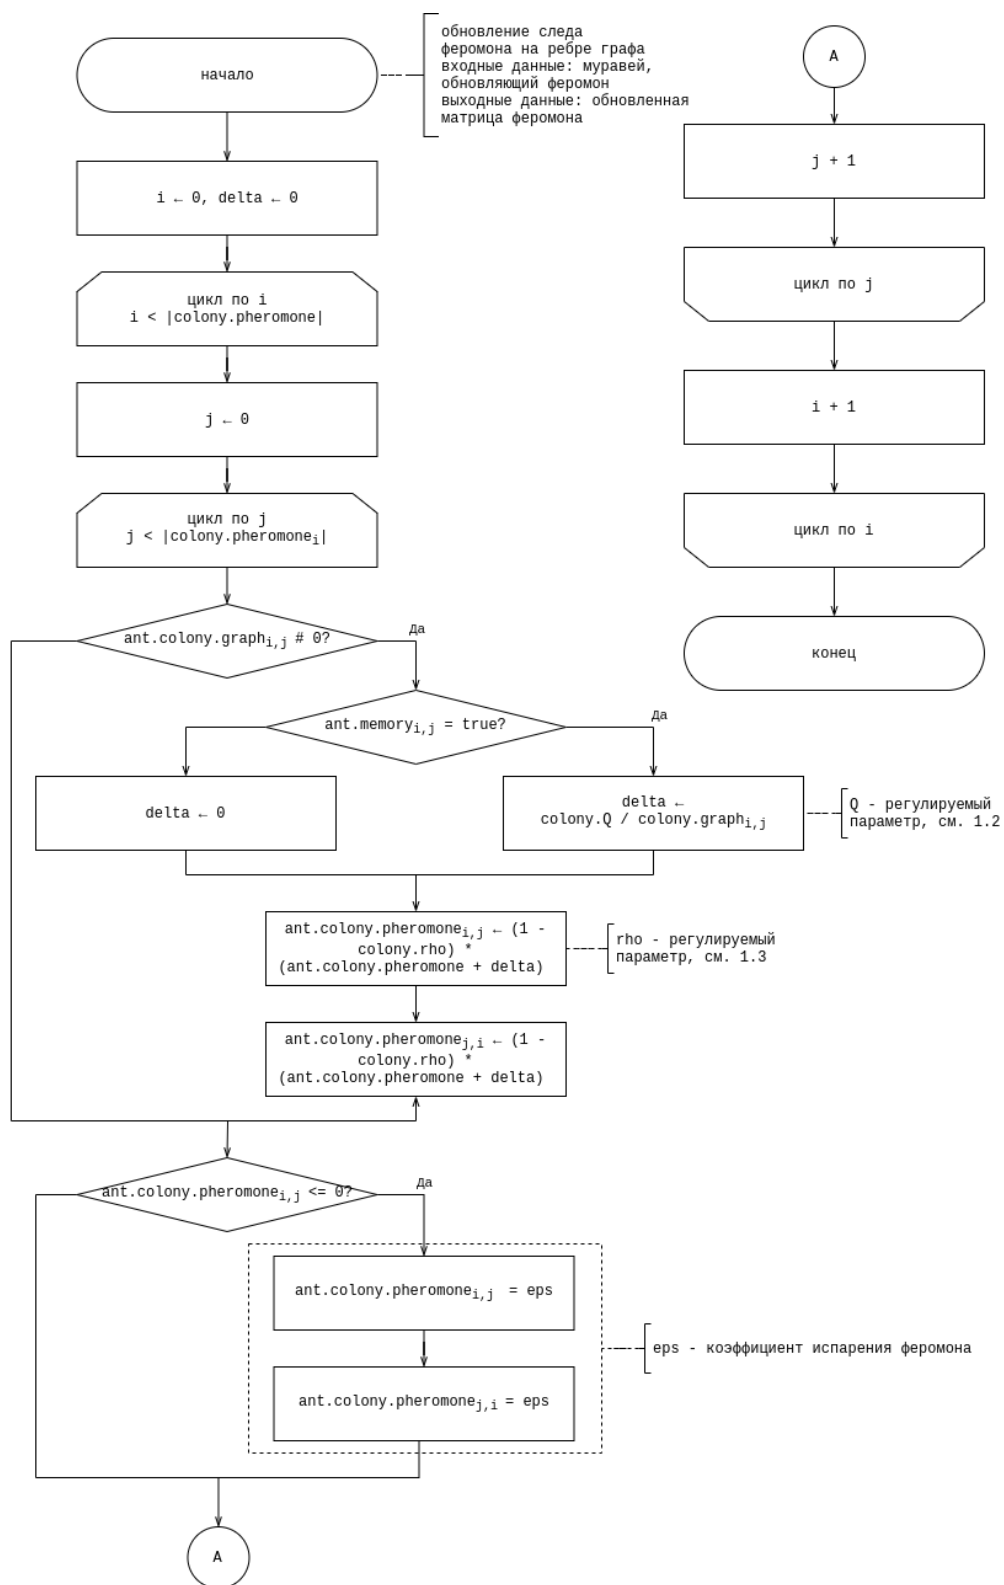 начало
обновление следа
феромона на ребре графа
входные данные: муравей,
обновляющий феромон
выходные данные: обновленная
матрица феромона
i ← 0, delta ← 0
цикл по i
i < |colony.pheromone|
j ← 0
цикл по j
j < |colony.pheromoneᵢ|
ant.colony.graphi,j # 0?
Да
ant.memoryi,j = true?
Да
delta ← 0
delta ←
colony.Q / colony.graphi,j
Q - регулируемый
параметр, см. 1.2
ant.colony.pheromonei,j ← (1 -
colony.rho) *
(ant.colony.pheromone + delta)
rho - регулируемый
параметр, см. 1.3
ant.colony.pheromonej,i ← (1 -
colony.rho) *
(ant.colony.pheromone + delta)
ant.colony.pheromonei,j <= 0?
Да
ant.colony.pheromonei,j = eps
ant.colony.pheromonej,i = eps
eps - коэффициент испарения феромона
A
A
j + 1
цикл по j
i + 1
цикл по i
конец